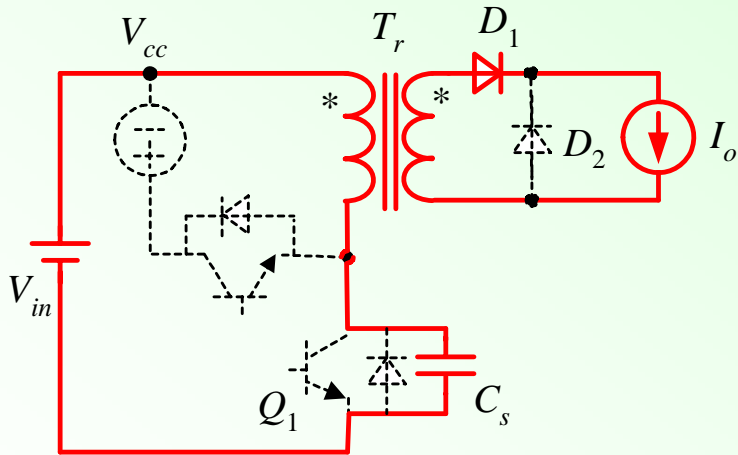 V_cc
T_r
D_1
*
*
D_2
I_o
V_in
Q_1
C_s